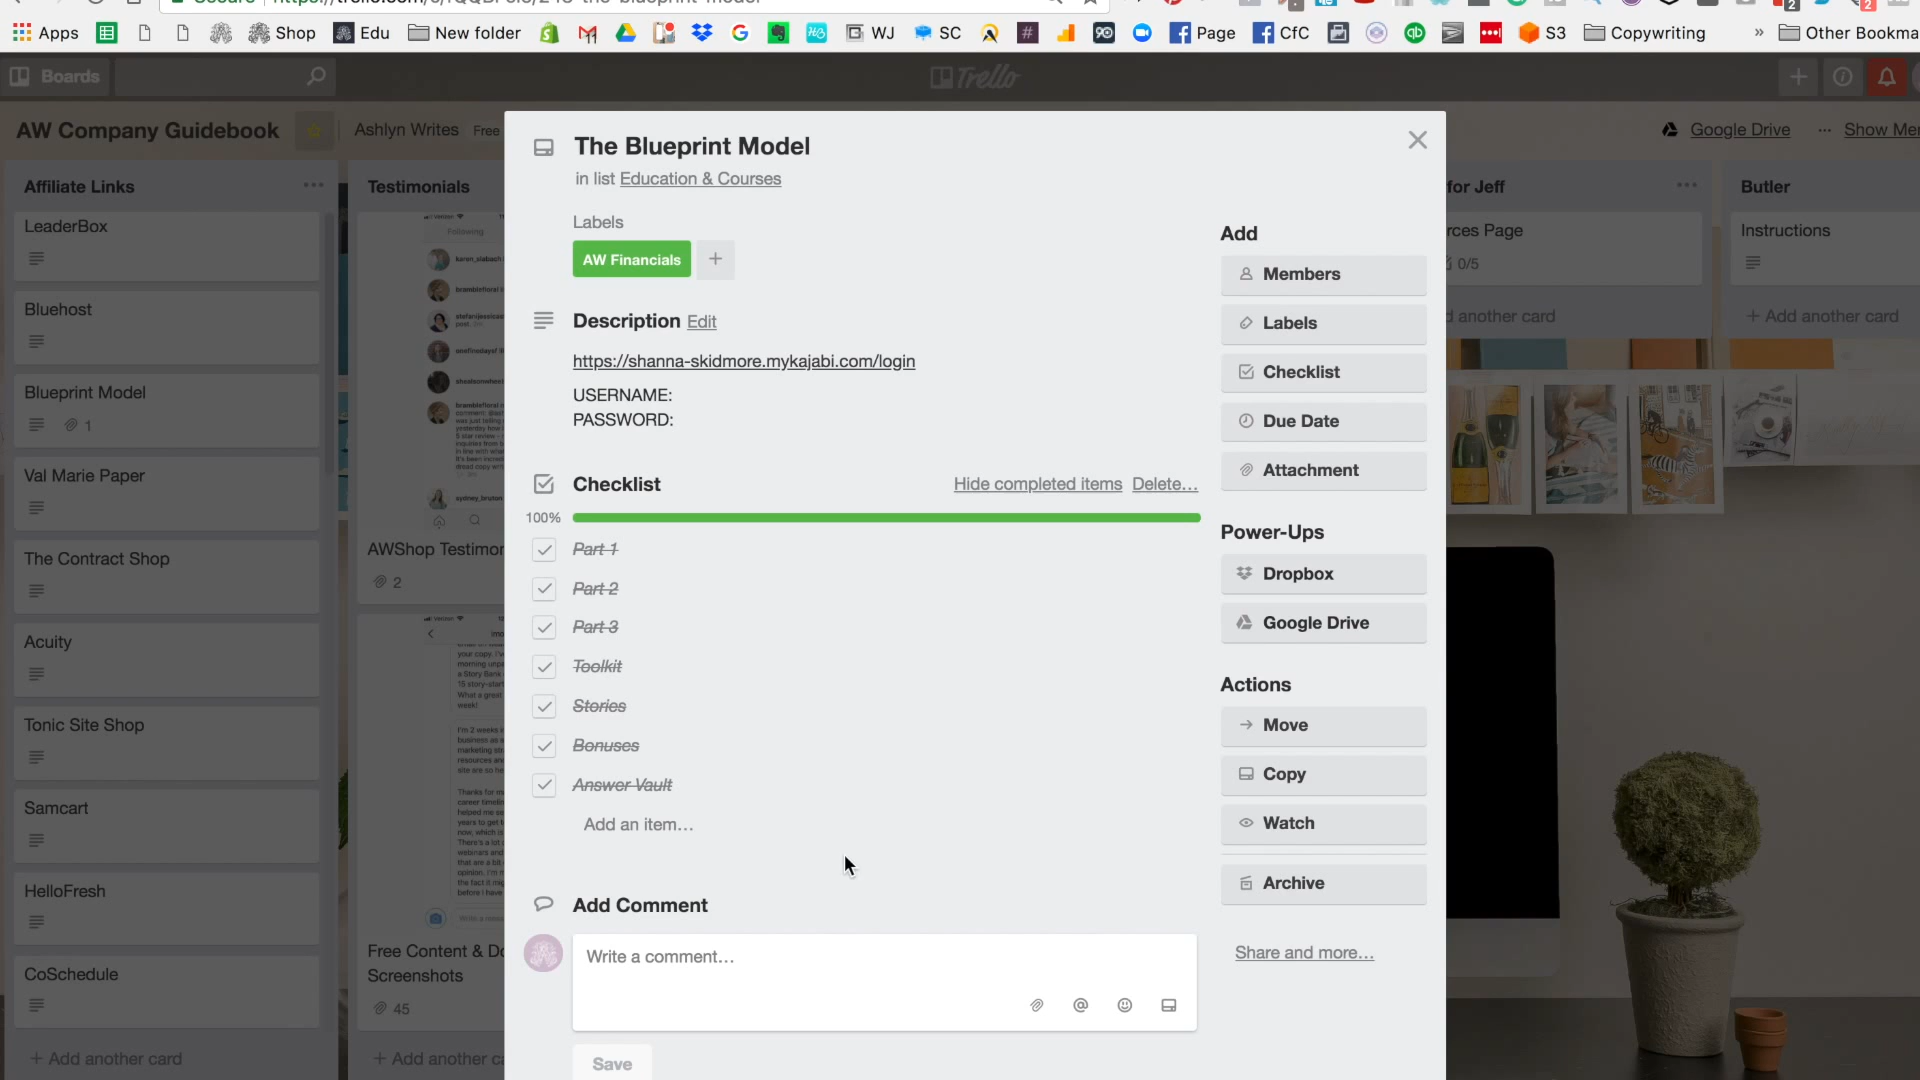 Apps
Shop
Edu
New folder
WJ
SC
Page
CfC
S3
Copywriting
»
Other Bookma
Boards
Trello
AW Company Guidebook
Ashlyn Writes
Free
Google Drive
Show Me
Affiliate Links
LeaderBox
Bluehost
Blueprint Model
1
Val Marie Paper
The Contract Shop
Acuity
Tonic Site Shop
Samcart
HelloFresh
CoSchedule
+ Add another card
Testimonials
Following
AWShop Testimon
2
Free Content & Do
Screenshots
45
+ Add another ca
The Blueprint Model
in list Education & Courses
Labels
AW Financials
+
Description Edit
https://shanna-skidmore.mykajabi.com/login
USERNAME:
PASSWORD:
Checklist
Hide completed items Delete...
100%
Part 1
Part 2
Part 3
Toolkit
Stories
Bonuses
Answer Vault
Add an item...
Add Comment
Write a comment...
Save
Add
Members
Labels
Checklist
Due Date
Attachment
Power-Ups
Dropbox
Google Drive
Actions
Move
Copy
Watch
Archive
Share and more...
for Jeff
rces Page
0/5
d another card
Butler
Instructions
+ Add another card